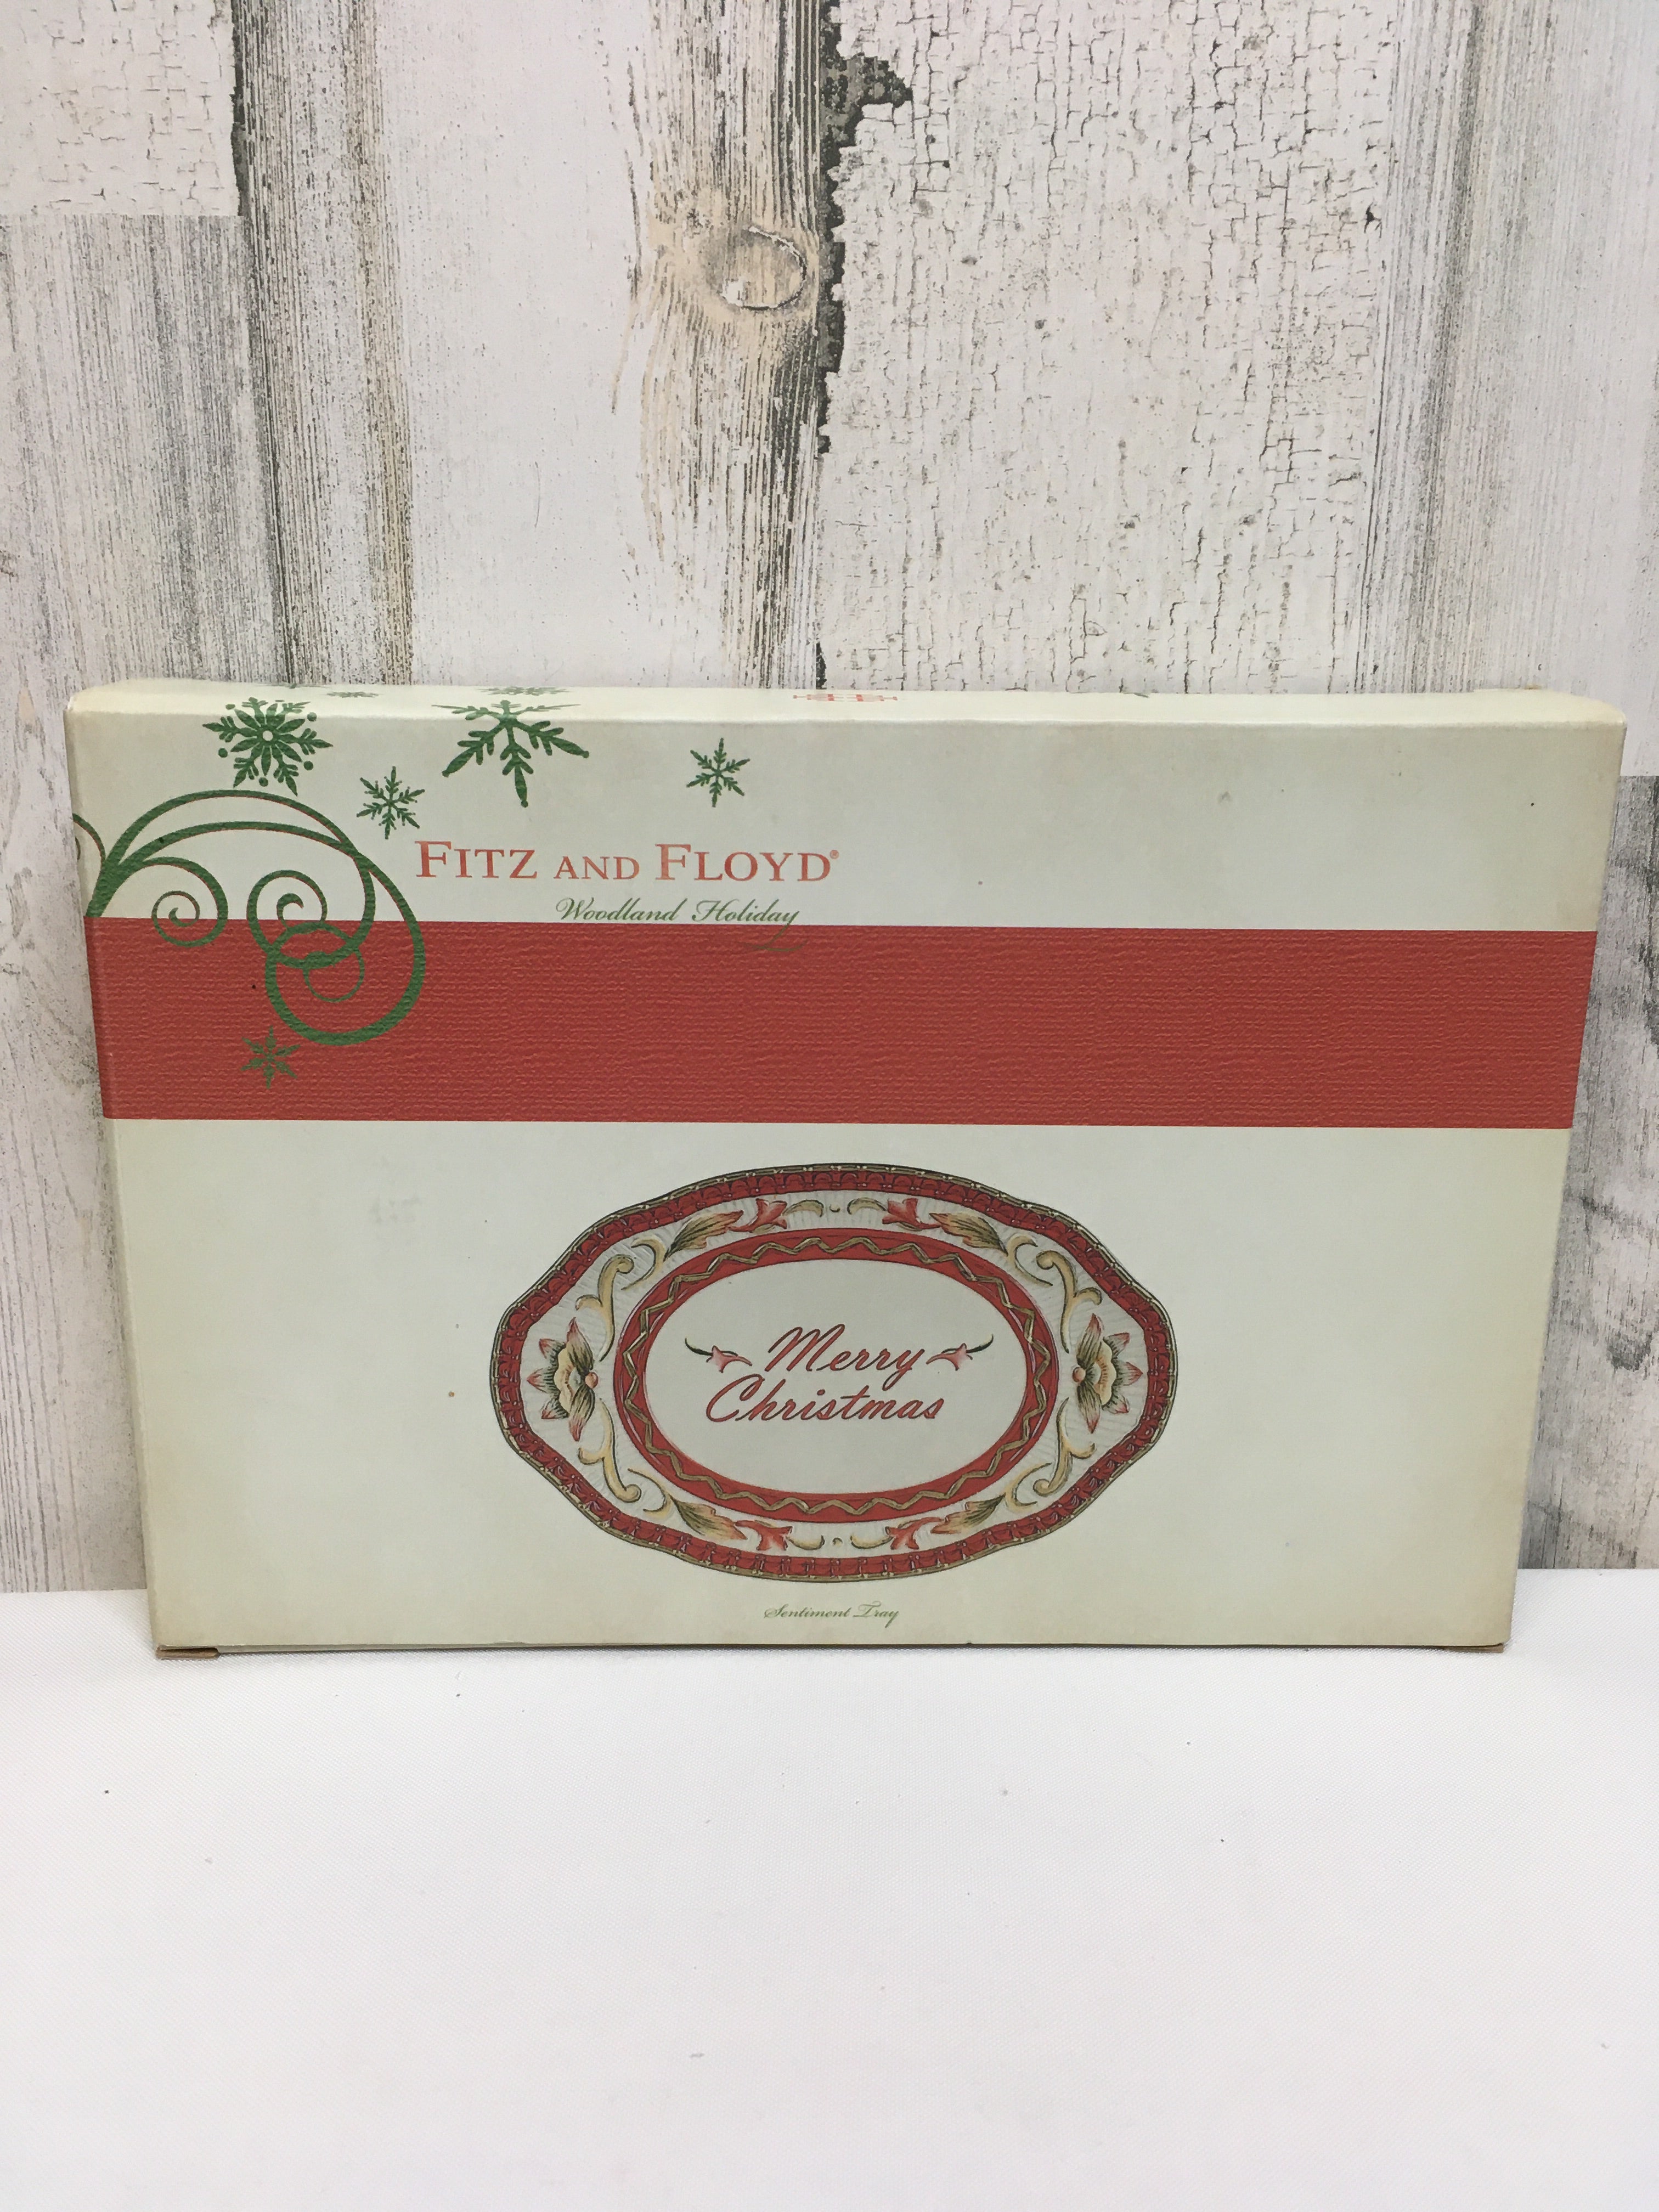 FITZ AND FLOYD®
Woodland Holiday
Merry
Christmas
Sentiment Tray